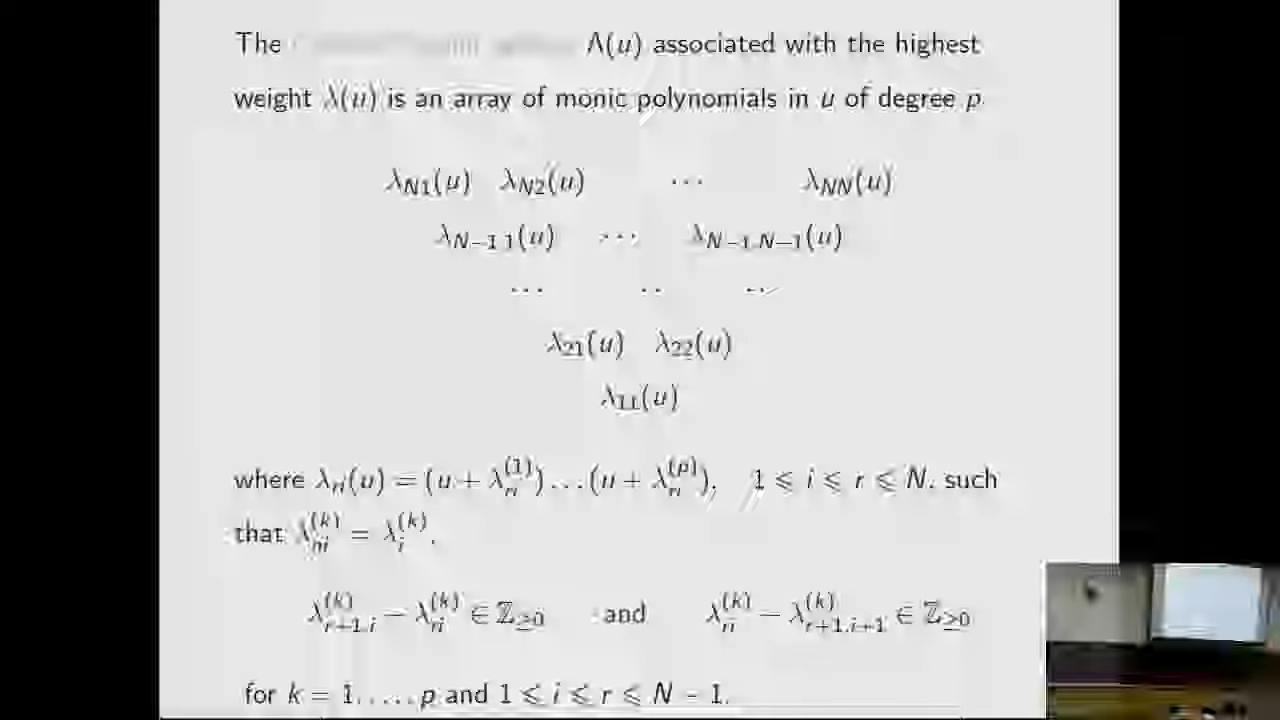 The Λ(u) associated with the highest
weight λ(u) is an array of monic polynomials in u of degree p
λ_{N1}(u) λ_{N2}(u) ··· λ_{NN}(u)
λ_{N−1 1}(u) ··· λ_{N−1,N−1}(u)
··· ·· ···
λ_{21}(u) λ_{22}(u)
λ_{11}(u)
where λ_{ri}(u) = (u + λ_{ri}^{(1)}) . . . (u + λ_{ri}^{(p)}), 1 ⩽ i ⩽ r ⩽ N, such
that λ_{ni}^{(k)} = λ_i^{(k)},
λ_{r+1,i}^{(k)} − λ_{ri}^{(k)} ∈ ℤ_{≥0} and λ_{ri}^{(k)} − λ_{r+1,i+1}^{(k)} ∈ ℤ_{≥0}
for k = 1, . . . , p and 1 ⩽ i ⩽ r ⩽ N − 1.